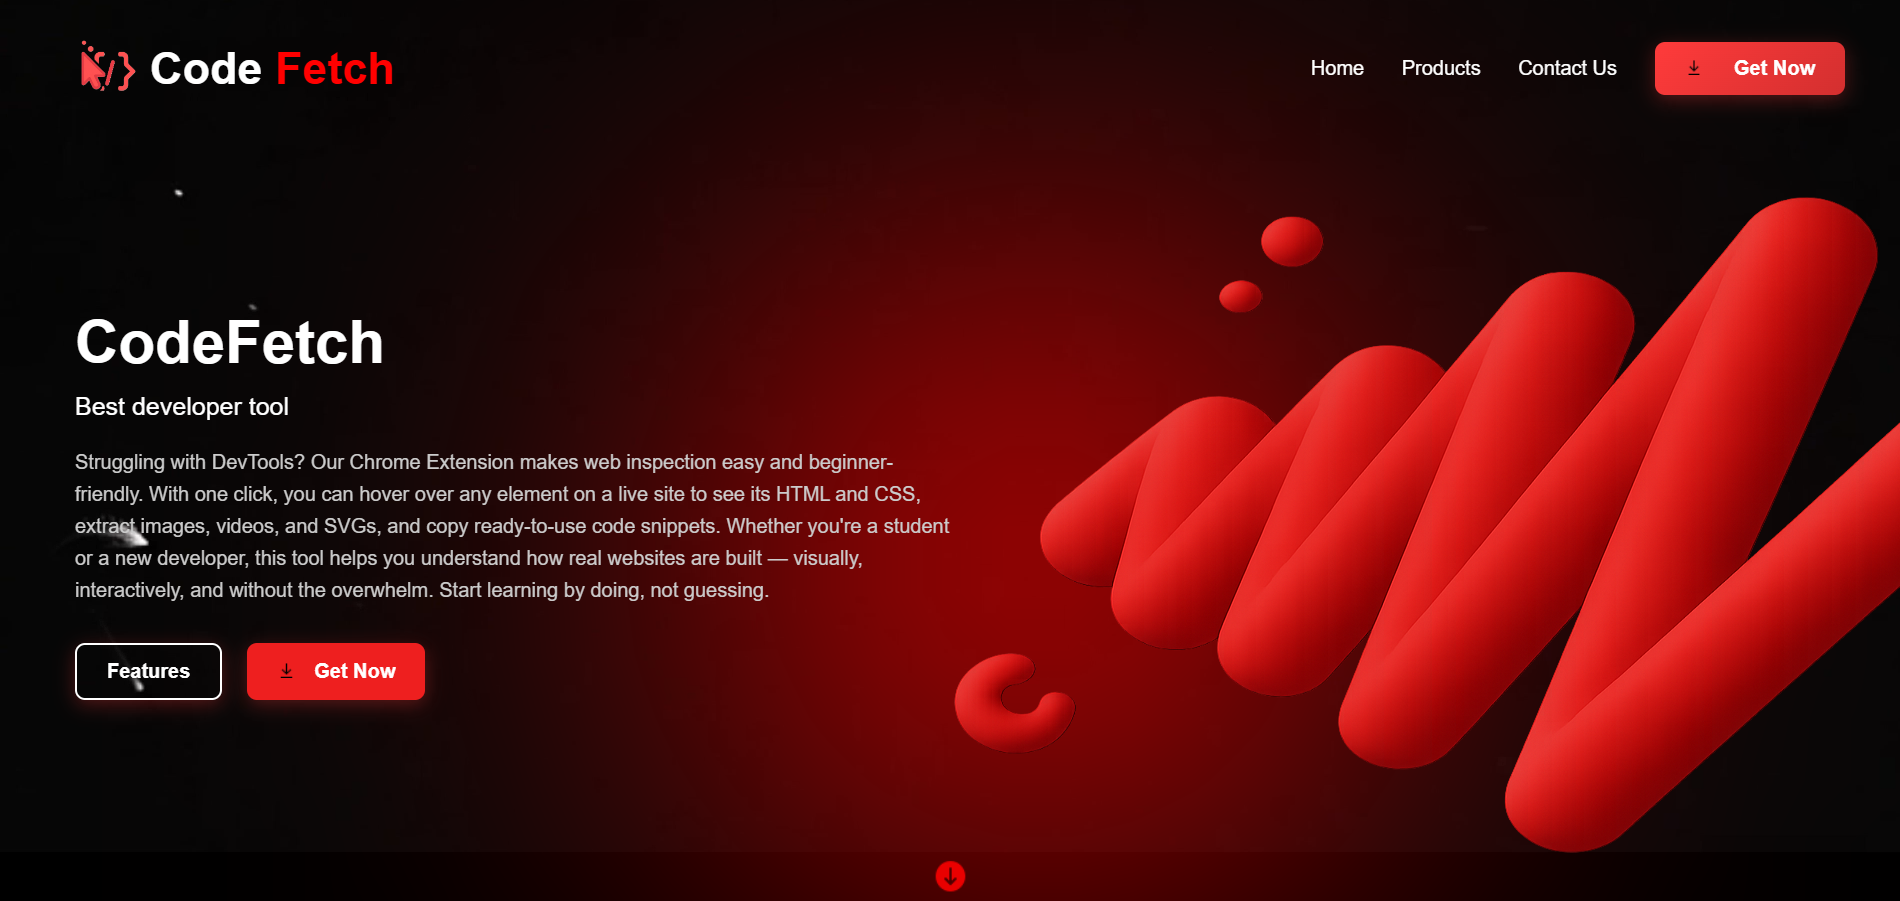 Code Fetch
Home
Products
Contact Us
Get Now
CodeFetch
Best developer tool
Struggling with DevTools? Our Chrome Extension makes web inspection easy and beginner-
friendly. With one click, you can hover over any element on a live site to see its HTML and CSS,
extract images, videos, and SVGs, and copy ready-to-use code snippets. Whether you're a student
or a new developer, this tool helps you understand how real websites are built — visually,
interactively, and without the overwhelm. Start learning by doing, not guessing.
Features
Get Now